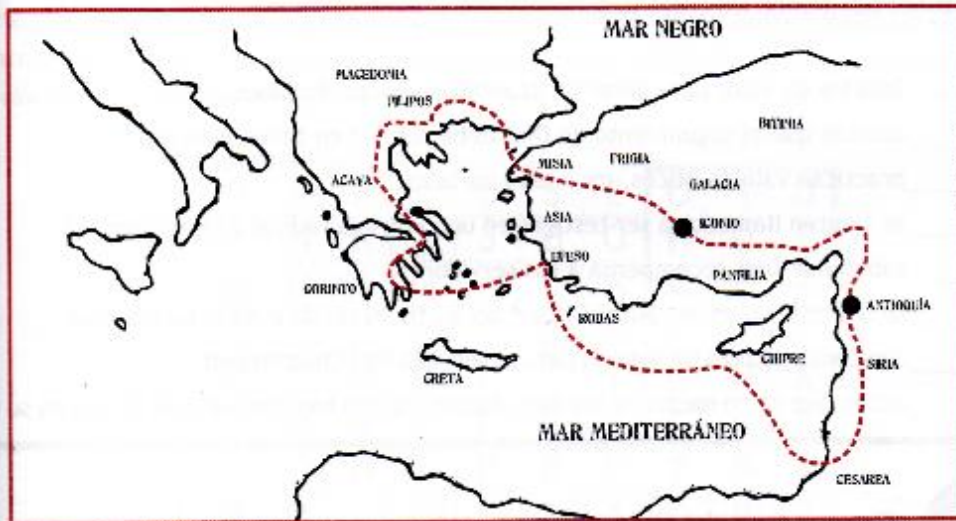 MAR NEGRO
MACEDONIA
FILIPOS
BITINIA
MISIA
FRIGIA
GALACIA
ACAYA
ICONIO
ASIA
EFESO
PANFILIA
CORINTO
ANTIOQUÍA
RODAS
CHIPRE
SIRIA
CRETA
MAR MEDITERRÁNEO
CESAREA